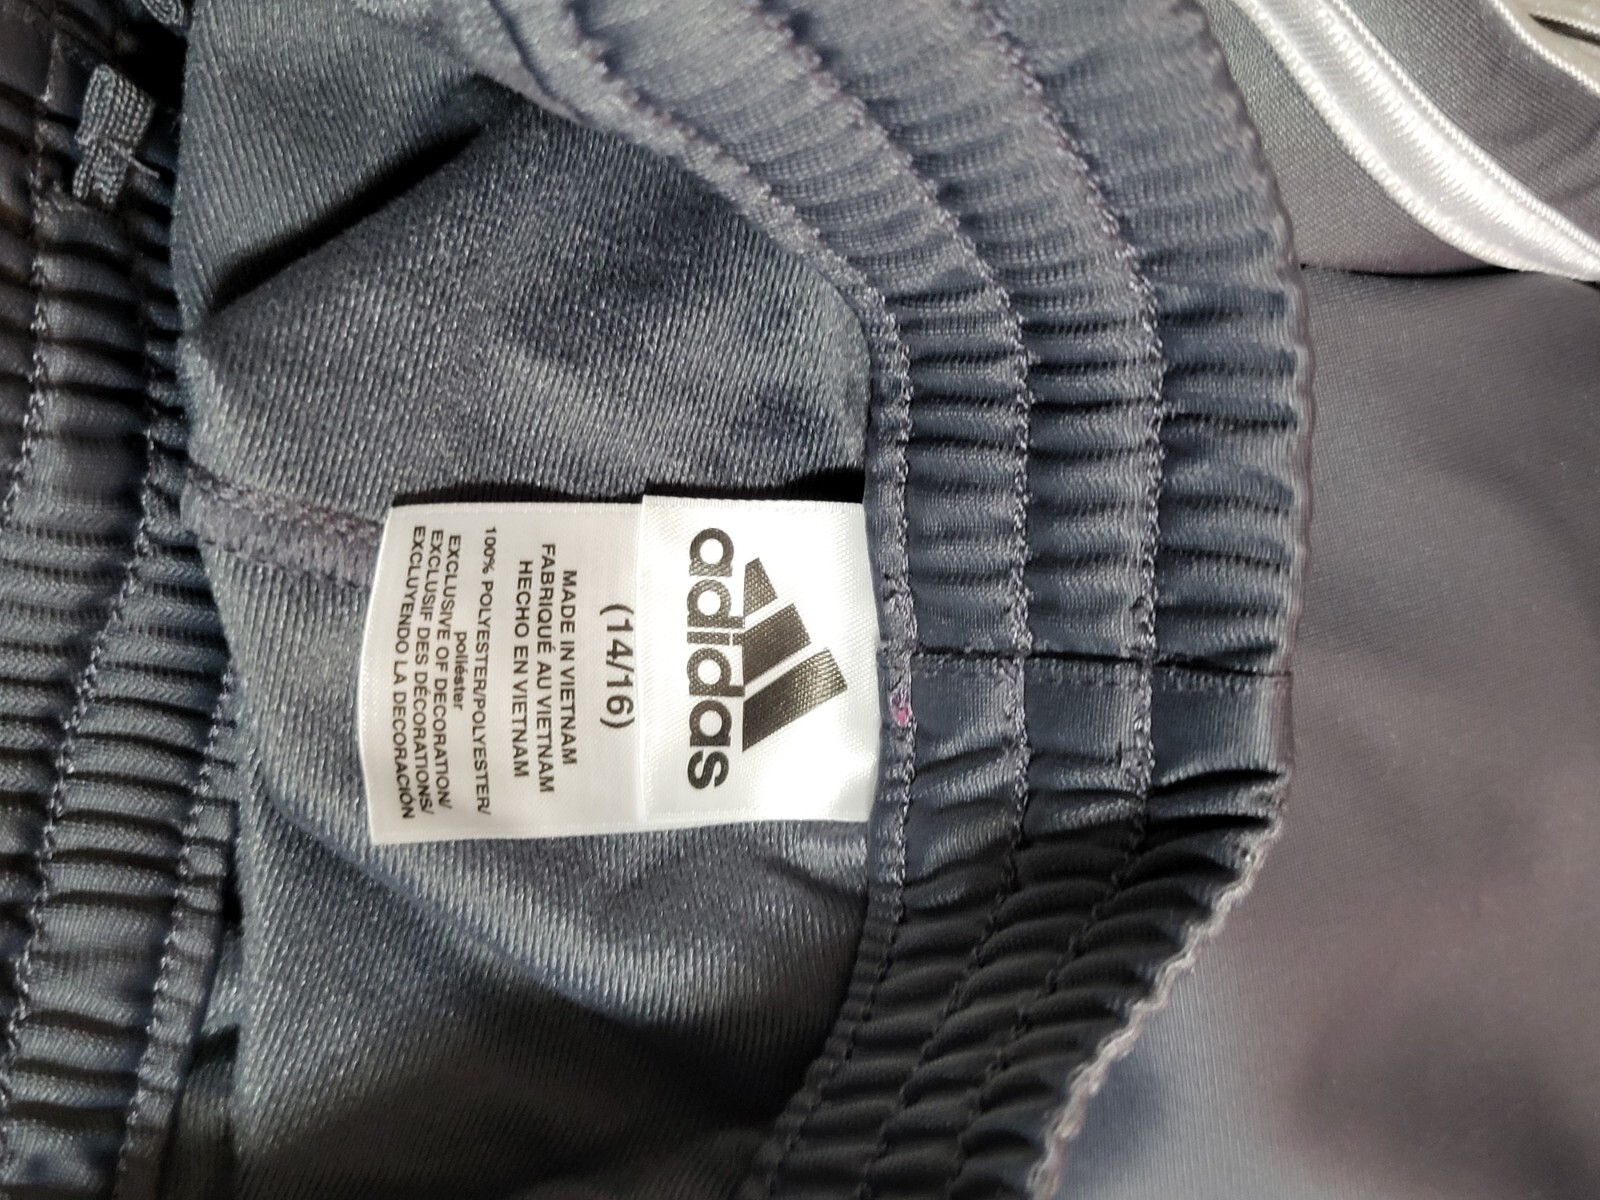 adidas
(14/16)
MADE IN VIETNAM
FABRIQUÉ AU VIETNAM
HECHO EN VIETNAM
100% POLYESTER/POLYESTER/
poliéster
EXCLUSIVE OF DECORATION/
EXCLUSIF DES DÉCORATIONS/
EXCLUYENDO LA DECORACIÓN